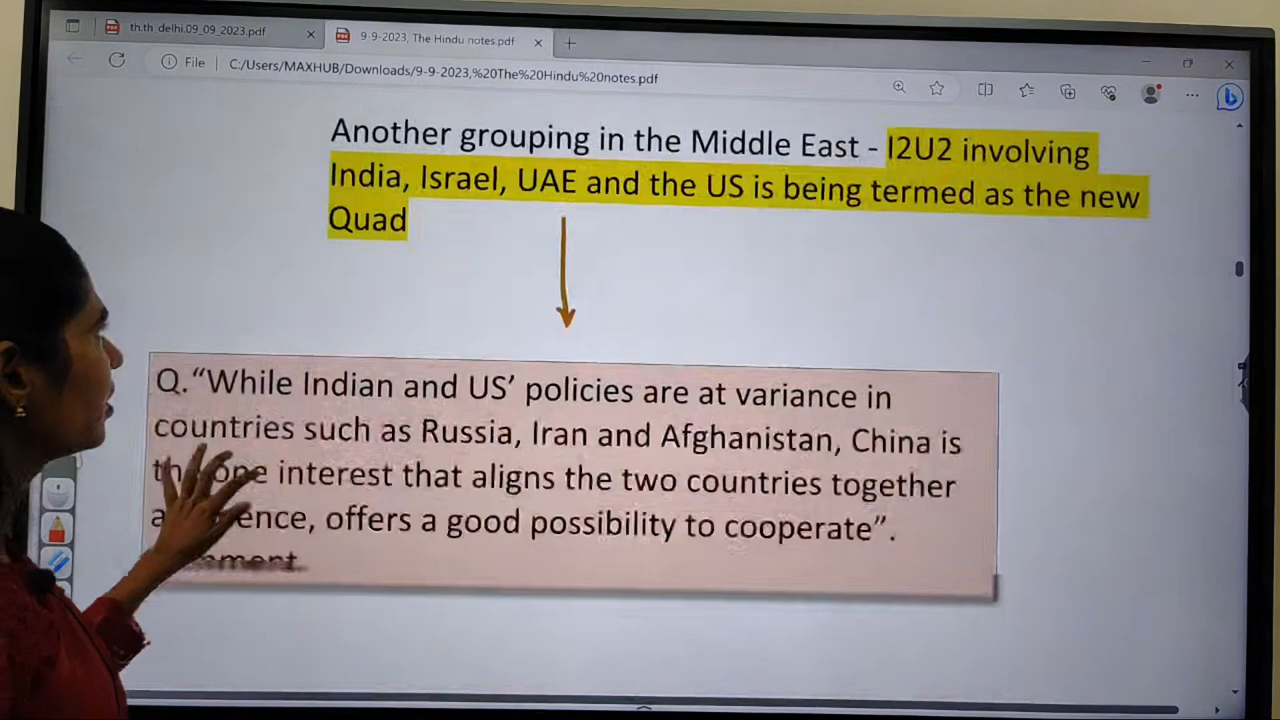 th.th_delhi.09_09_2023.pdf
9-9-2023, The Hindu notes.pdf
File
C:/Users/MAXHUB/Downloads/9-9-2023,%20The%20Hindu%20notes.pdf
Another grouping in the Middle East - I2U2 involving
India, Israel, UAE and the US is being termed as the new
Quad
Q. “While Indian and US’ policies are at variance in
countries such as Russia, Iran and Afghanistan, China is
one interest that aligns the two countries together
offers a good possibility to cooperate”.